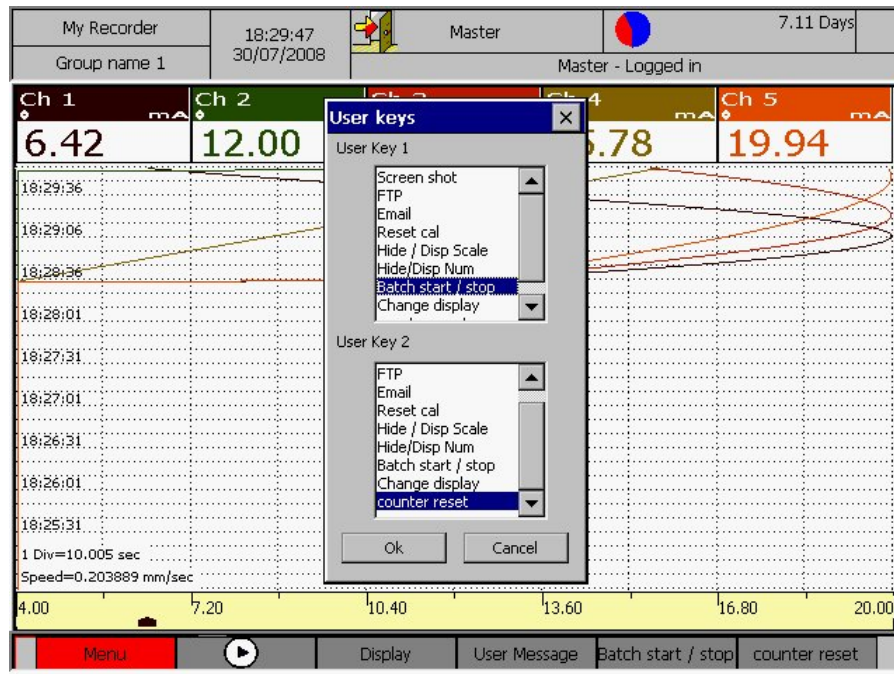 My Recorder
Group name 1
18:29:47
30/07/2008
Master
7.11 Days
Master - Logged in
Ch 1
mA
6.42
Ch 2
12.00
4
mA
.78
Ch 5
mA
19.94
User keys
User Key 1
Screen shot
FTP
Email
Reset cal
Hide / Disp Scale
Hide/Disp Num
Batch start / stop
Change display
User Key 2
FTP
Email
Reset cal
Hide / Disp Scale
Hide/Disp Num
Batch start / stop
Change display
counter reset
Ok
Cancel
18:29:36
18:29:06
18:28:36
18:28:01
18:27:31
18:27:01
18:26:31
18:26:01
18:25:31
1 Div=10.005 sec
Speed=0.203889 mm/sec
4.00
7.20
10.40
13.60
16.80
20.00
Menu
Display
User Message
Batch start / stop
counter reset